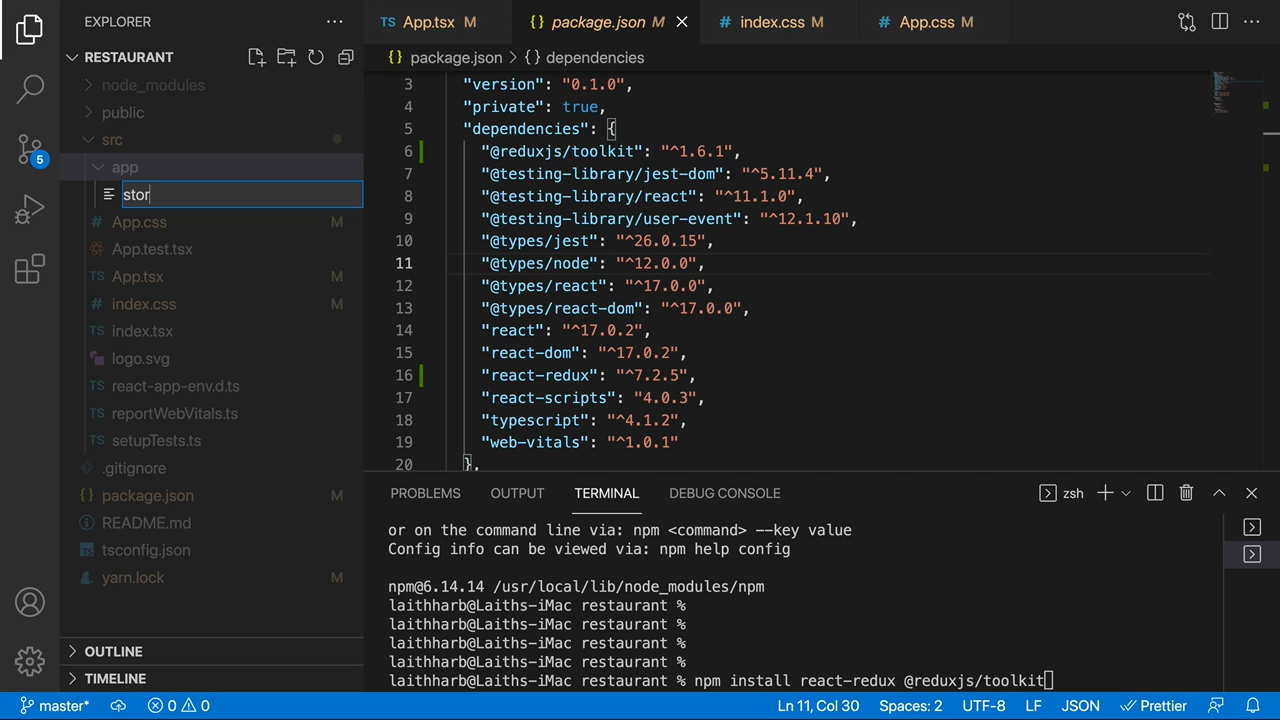 EXPLORER
RESTAURANT
node_modules
public
src
app
stor
App.css M
App.test.tsx
TS App.tsx M
index.css M
TS index.tsx
logo.svg
TS react-app-env.d.ts
TS reportWebVitals.ts
TS setupTests.ts
.gitignore
{} package.json M
README.md
tsconfig.json
yarn.lock M
OUTLINE
TIMELINE
5
TS App.tsx M
{} package.json M
# index.css M
# App.css M
{} package.json > {} dependencies
3 "version": "0.1.0",
4 "private": true,
5 "dependencies": {
6 "@reduxjs/toolkit": "^1.6.1",
7 "@testing-library/jest-dom": "^5.11.4",
8 "@testing-library/react": "^11.1.0",
9 "@testing-library/user-event": "^12.1.10",
10 "@types/jest": "^26.0.15",
11 "@types/node": "^12.0.0",
12 "@types/react": "^17.0.0",
13 "@types/react-dom": "^17.0.0",
14 "react": "^17.0.2",
15 "react-dom": "^17.0.2",
16 "react-redux": "^7.2.5",
17 "react-scripts": "4.0.3",
18 "typescript": "^4.1.2",
19 "web-vitals": "^1.0.1"
20 },
PROBLEMS OUTPUT TERMINAL DEBUG CONSOLE zsh
or on the command line via: npm <command> --key value
Config info can be viewed via: npm help config
npm@6.14.14 /usr/local/lib/node_modules/npm
laithharb@Laiths-iMac restaurant %
laithharb@Laiths-iMac restaurant %
laithharb@Laiths-iMac restaurant %
laithharb@Laiths-iMac restaurant %
laithharb@Laiths-iMac restaurant % npm install react-redux @reduxjs/toolkit
master* 0 0 Ln 11, Col 30 Spaces: 2 UTF-8 LF JSON Prettier